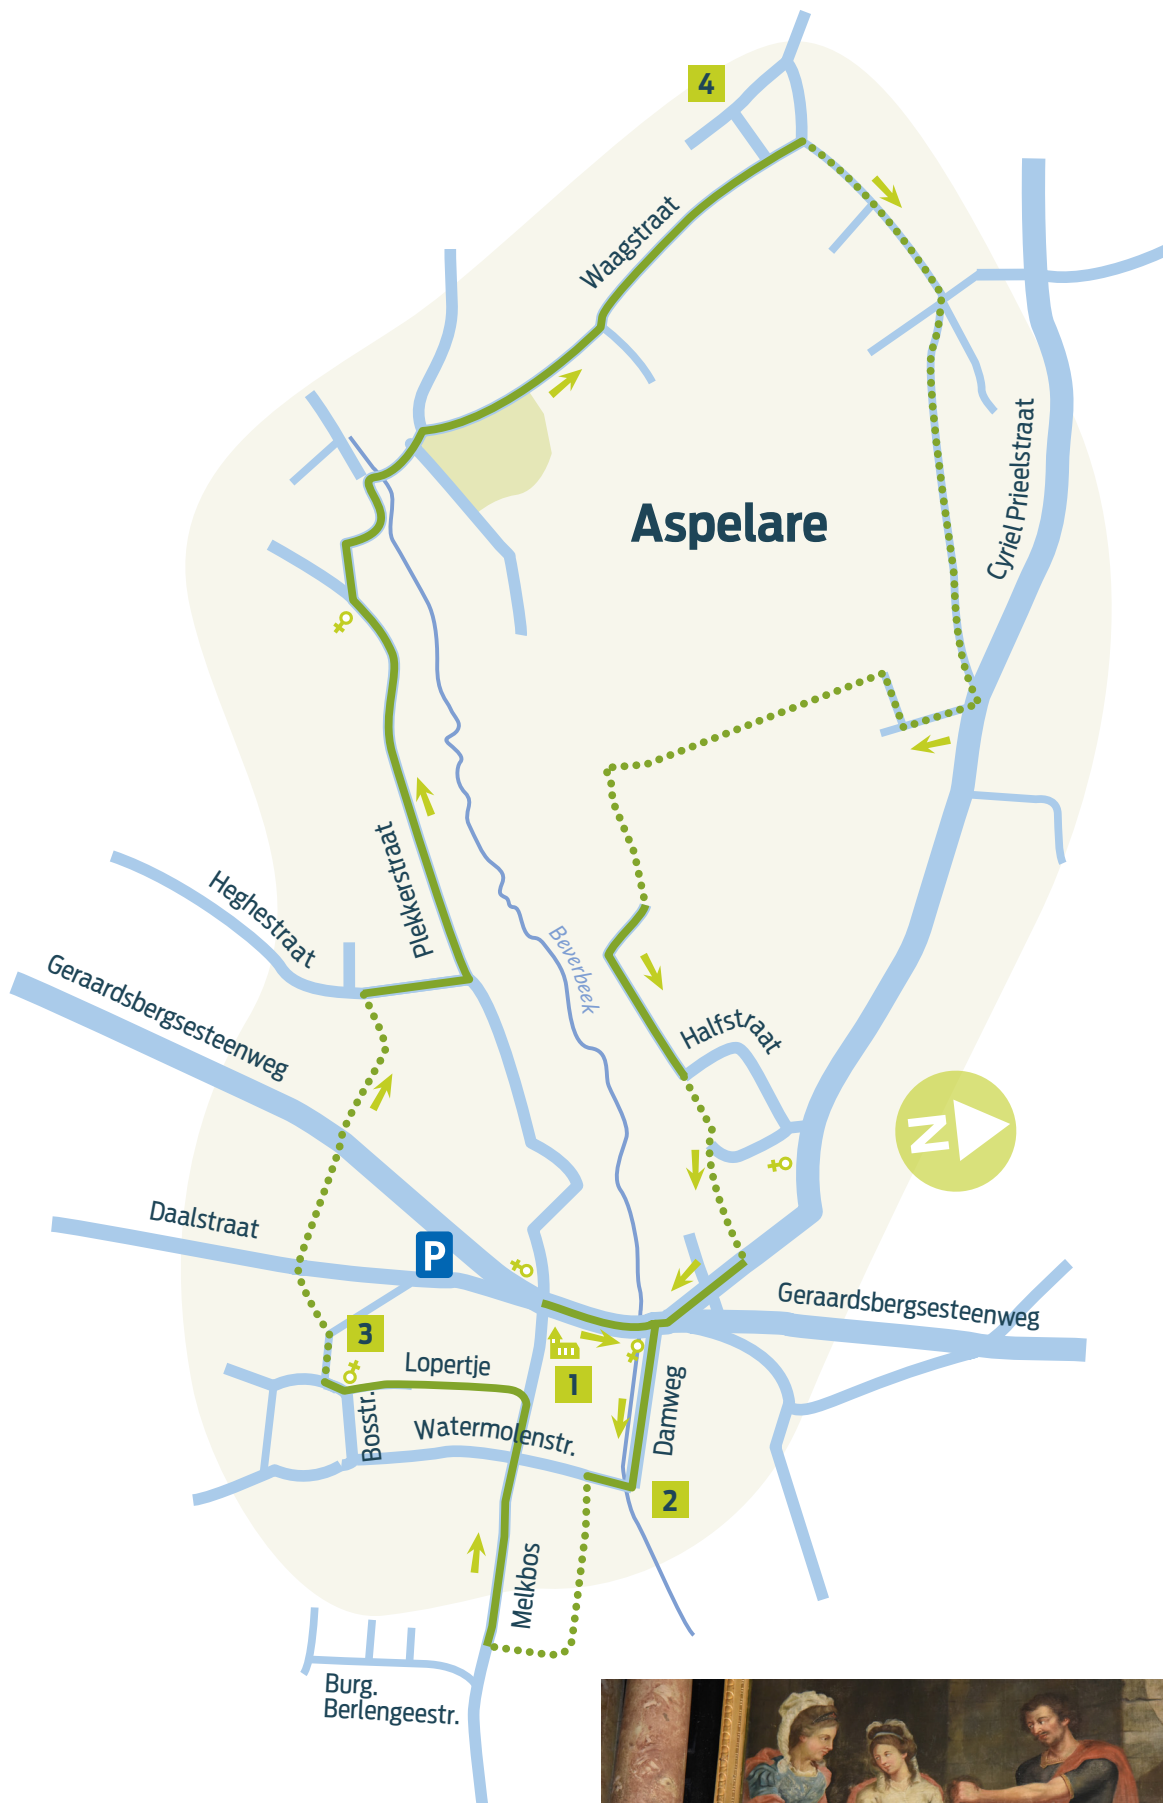 4
Waagstraat
Cyriel Prieelstraat
Aspelare
Plekkerstraat
Heghestraat
Beverbeek
Geraardsbergsesteenweg
Halfstraat
N
Daalstraat
P
Geraardsbergsesteenweg
3
Lopertje
1
Bosstr.
Watermolenstr.
Damweg
2
Melkbos
Burg.
Berlengeestr.